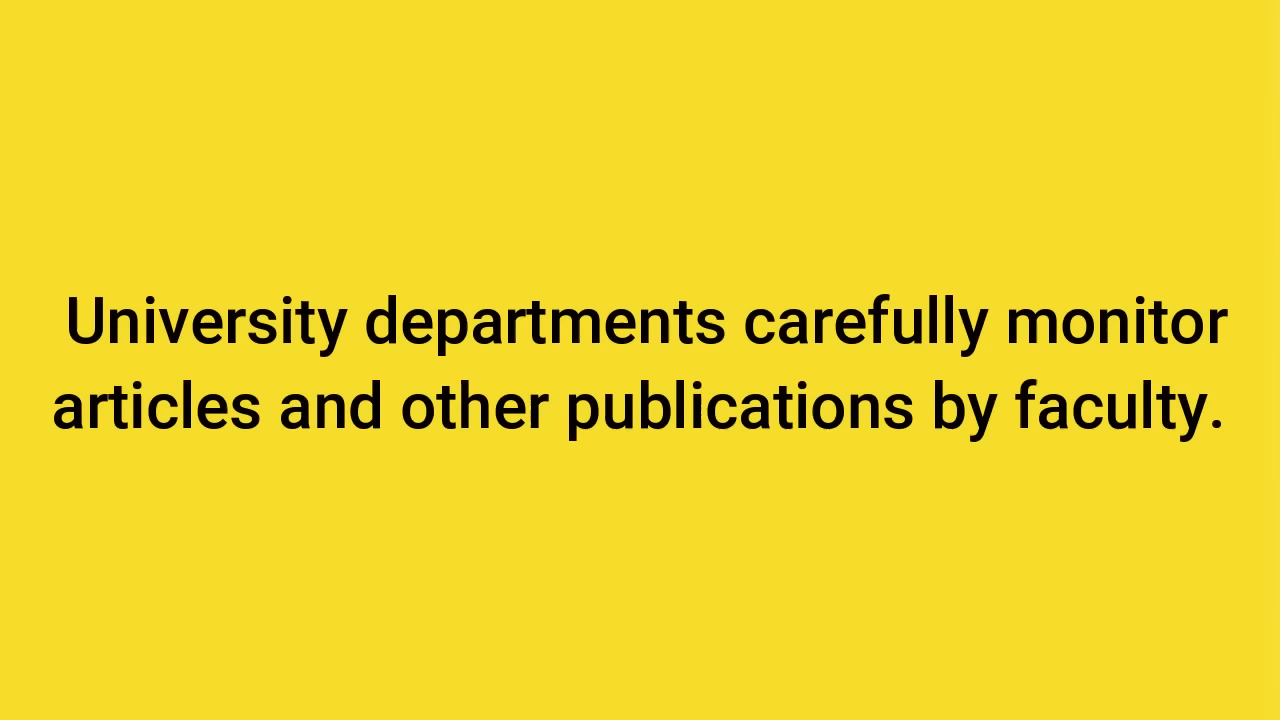 University departments carefully monitor
articles and other publications by faculty.